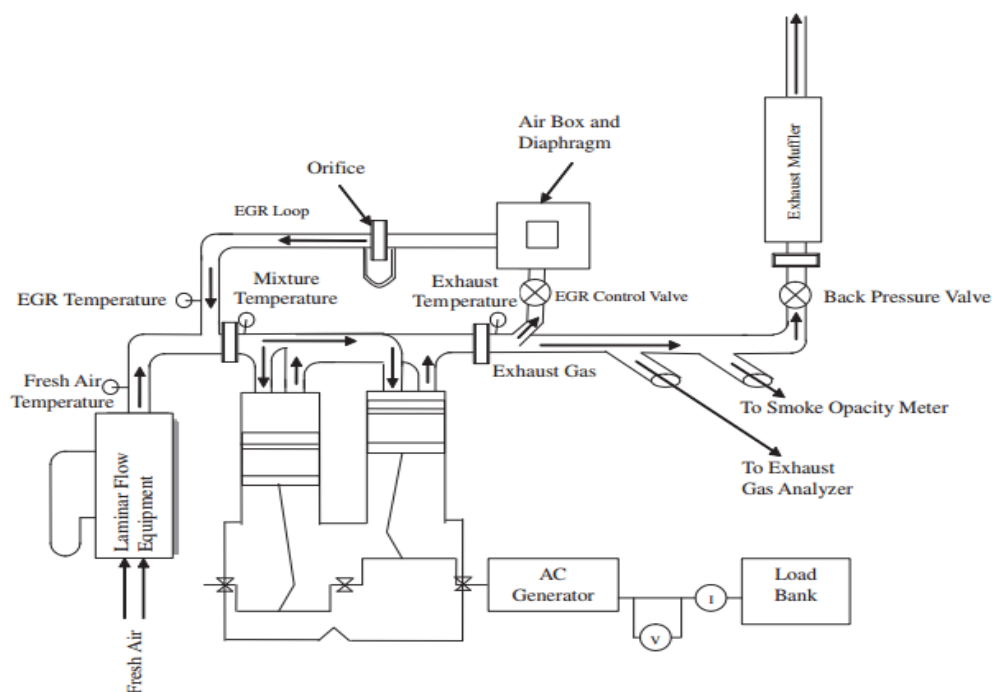 Air Box and
Diaphragm
Orifice
EGR Loop
Exhaust Muffler
EGR Temperature
Mixture
Temperature
Exhaust
Temperature
EGR Control Valve
Back Pressure Valve
Fresh Air
Temperature
Exhaust Gas
To Smoke Opacity Meter
To Exhaust
Gas Analyzer
Laminar Flow
Equipment
AC
Generator
Load
Bank
I
V
Fresh Air